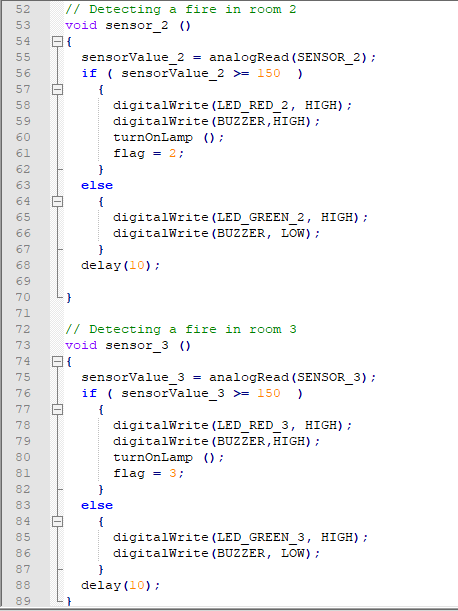 52 // Detecting a fire in room 2
53 void sensor_2 ()
54 {
55 sensorValue_2 = analogRead(SENSOR_2);
56 if ( sensorValue_2 >= 150  )
57 {
58 digitalWrite(LED_RED_2, HIGH);
59 digitalWrite(BUZZER,HIGH);
60 turnOnLamp ();
61 flag = 2;
62 }
63 else
64 {
65 digitalWrite(LED_GREEN_2, HIGH);
66 digitalWrite(BUZZER, LOW);
67 }
68 delay(10);
69
70 }
71
72 // Detecting a fire in room 3
73 void sensor_3 ()
74 {
75 sensorValue_3 = analogRead(SENSOR_3);
76 if ( sensorValue_3 >= 150  )
77 {
78 digitalWrite(LED_RED_3, HIGH);
79 digitalWrite(BUZZER,HIGH);
80 turnOnLamp ();
81 flag = 3;
82 }
83 else
84 {
85 digitalWrite(LED_GREEN_3, HIGH);
86 digitalWrite(BUZZER, LOW);
87 }
88 delay(10);
89 }